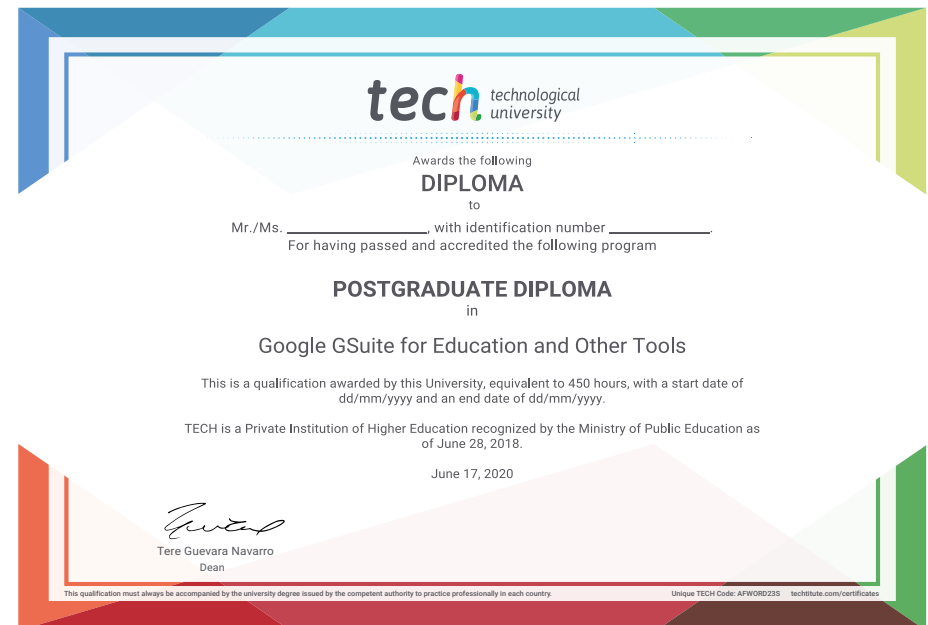 tech technological
university
Awards the following
DIPLOMA
to
Mr./Ms. ____________________, with identification number ______________.
For having passed and accredited the following program
POSTGRADUATE DIPLOMA
in
Google GSuite for Education and Other Tools
This is a qualification awarded by this University, equivalent to 450 hours, with a start date of
dd/mm/yyyy and an end date of dd/mm/yyyy.
TECH is a Private Institution of Higher Education recognized by the Ministry of Public Education as
of June 28, 2018.
June 17, 2020
Tere Guevara Navarro
Dean
This qualification must always be accompanied by the university degree issued by the competent authority to practice professionally in each country.
Unique TECH Code: AFWORD23S techtitute.com/certificates